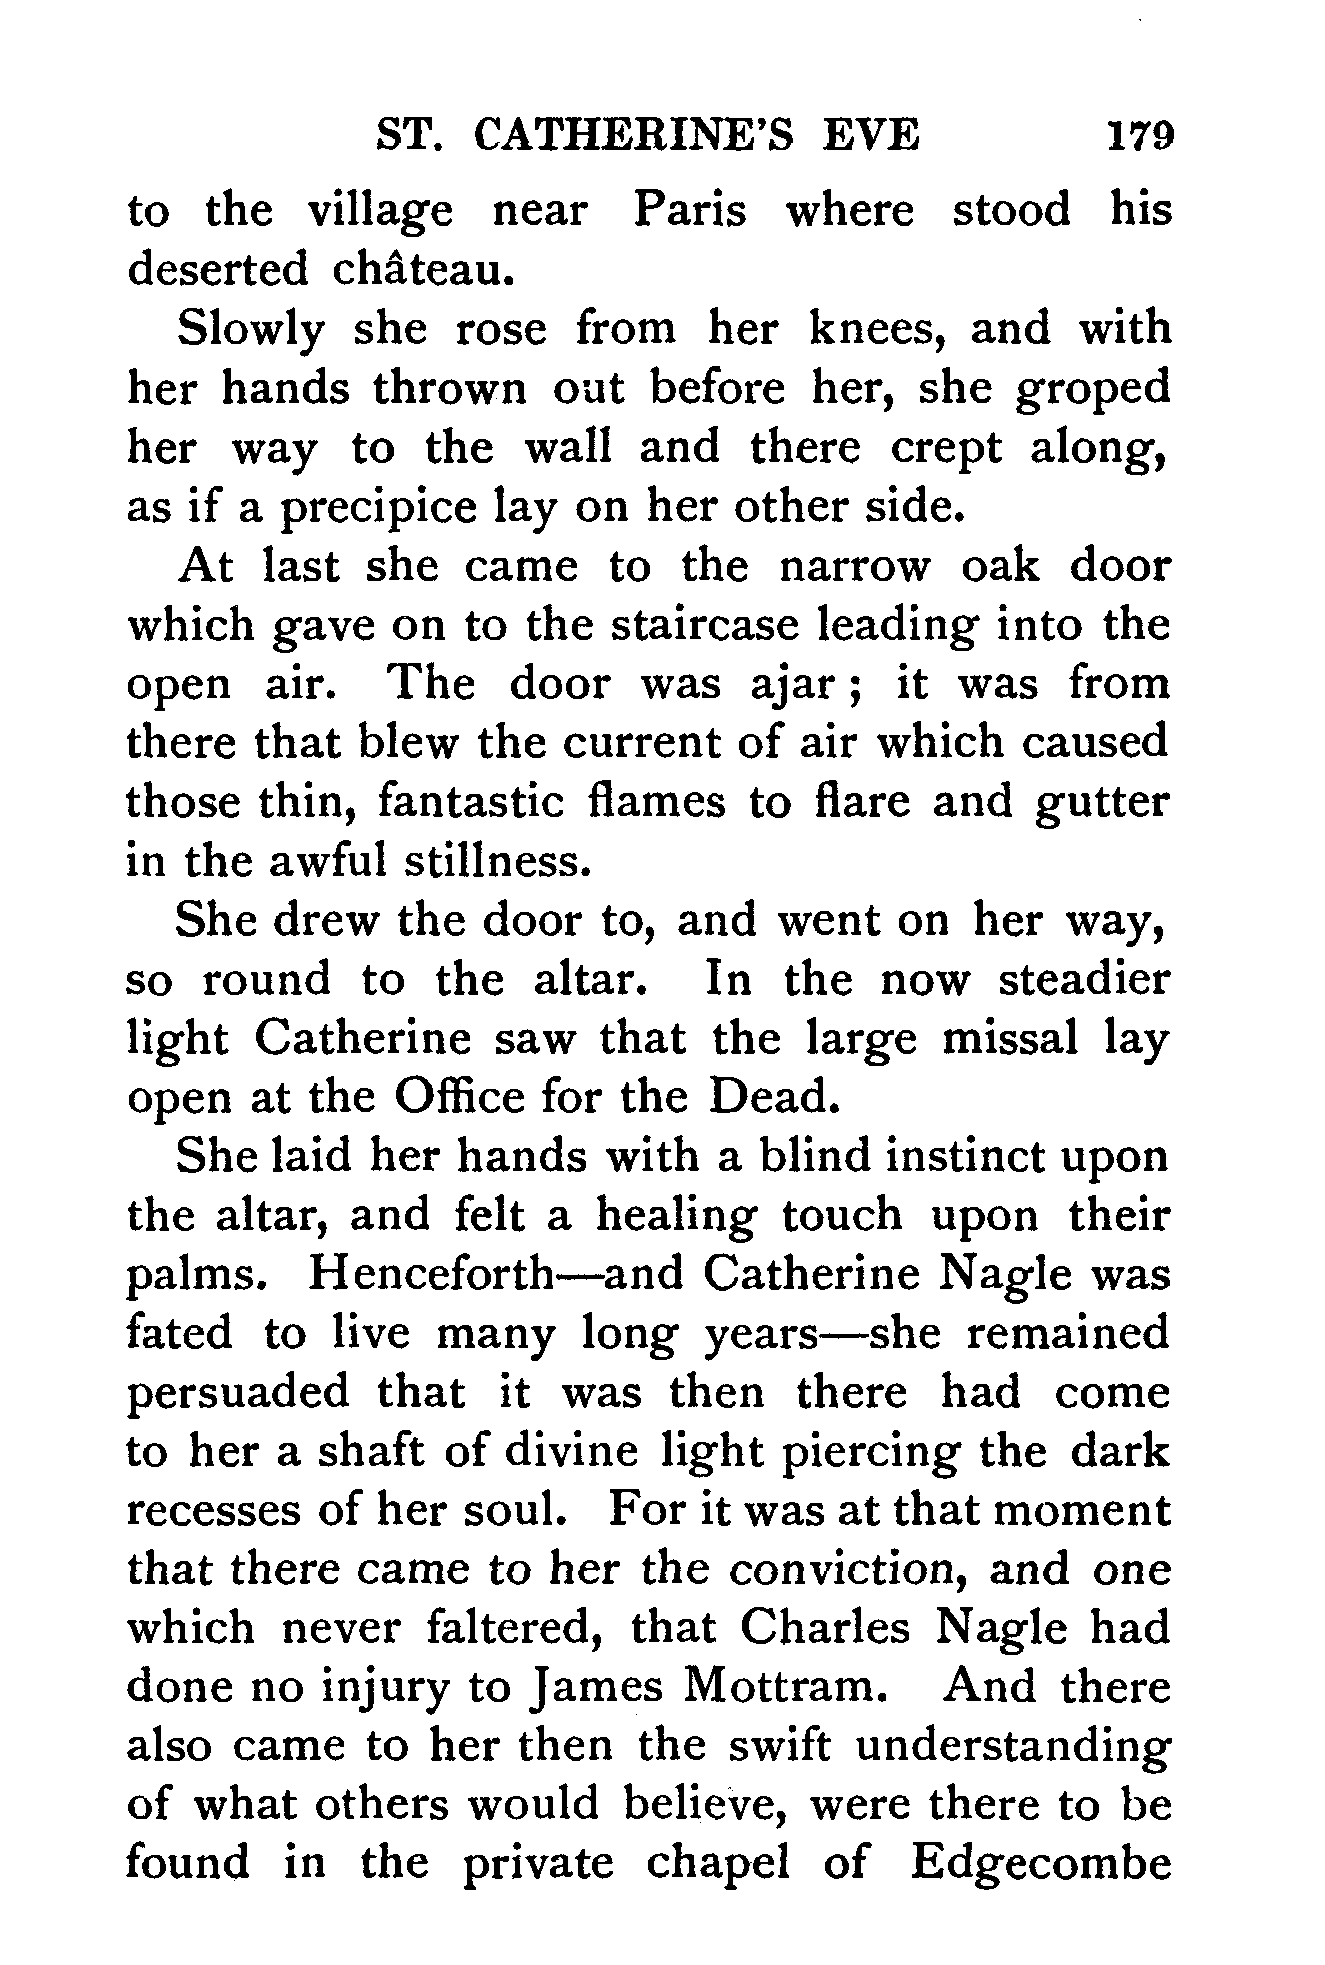 ST. CATHERINE'S EVE 179
to the village near Paris where stood his
deserted château.
Slowly she rose from her knees, and with
her hands thrown out before her, she groped
her way to the wall and there crept along,
as if a precipice lay on her other side.
At last she came to the narrow oak door
which gave on to the staircase leading into the
open air. The door was ajar ; it was from
there that blew the current of air which caused
those thin, fantastic flames to flare and gutter
in the awful stillness.
She drew the door to, and went on her way,
so round to the altar. In the now steadier
light Catherine saw that the large missal lay
open at the Office for the Dead.
She laid her hands with a blind instinct upon
the altar, and felt a healing touch upon their
palms. Henceforth—and Catherine Nagle was
fated to live many long years—she remained
persuaded that it was then there had come
to her a shaft of divine light piercing the dark
recesses of her soul. For it was at that moment
that there came to her the conviction, and one
which never faltered, that Charles Nagle had
done no injury to James Mottram. And there
also came to her then the swift understanding
of what others would believe, were there to be
found in the private chapel of Edgecombe